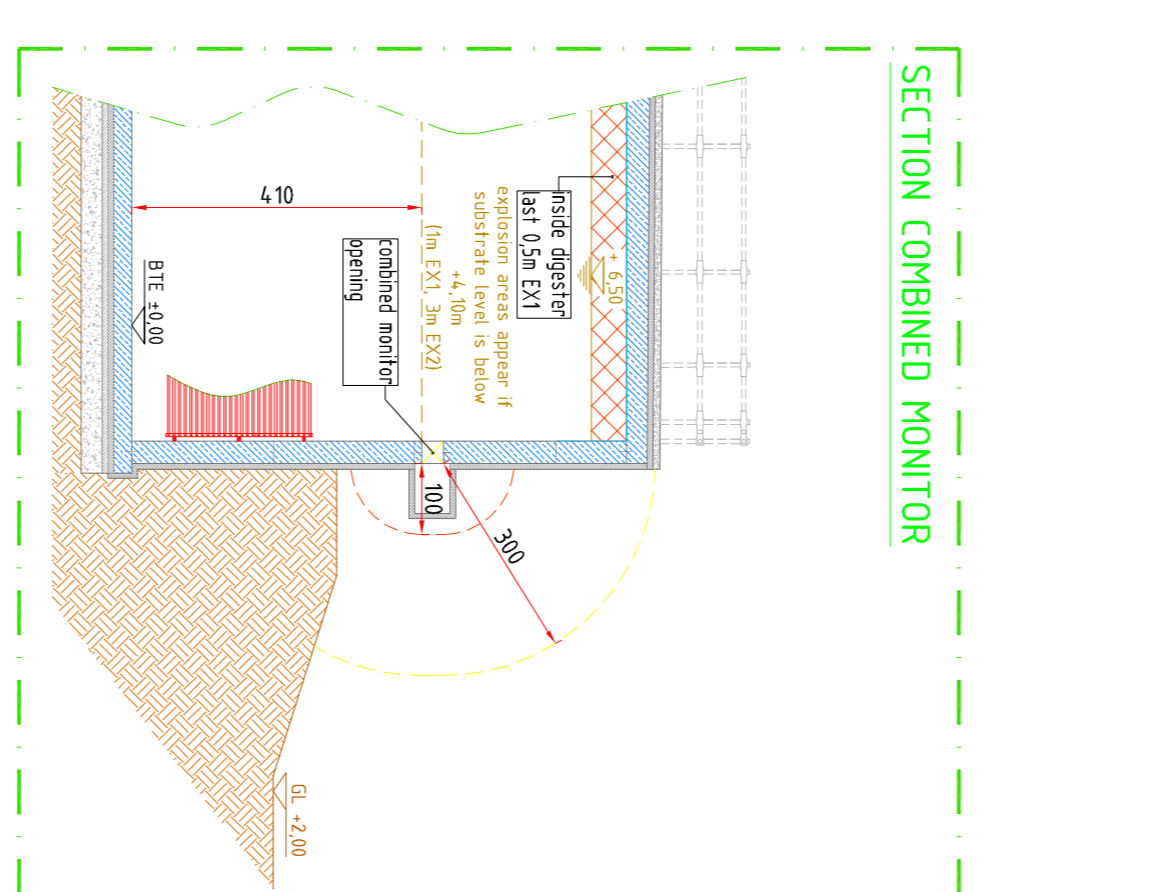 SECTION COMBINED MONITOR
+ 6,50
inside digester
last 0,5m EX1
explosion areas appear if
substrate level is below
+4,10m
(1m EX1, 3m EX2)
combined monitor
opening
410
100
300
BTE ±0,00
GL +2,00